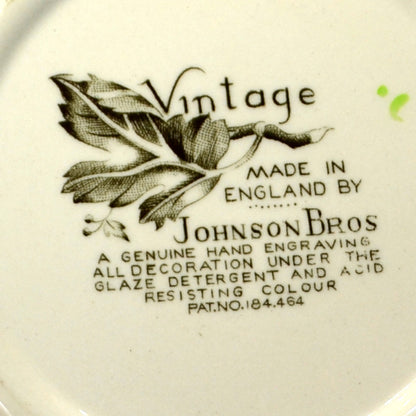 Vintage
MADE IN
ENGLAND BY
JOHNSON BROS
A GENUINE HAND ENGRAVING
ALL DECORATION UNDER THE
GLAZE DETERGENT AND ACID
RESISTING COLOUR
PAT.NO.184.464